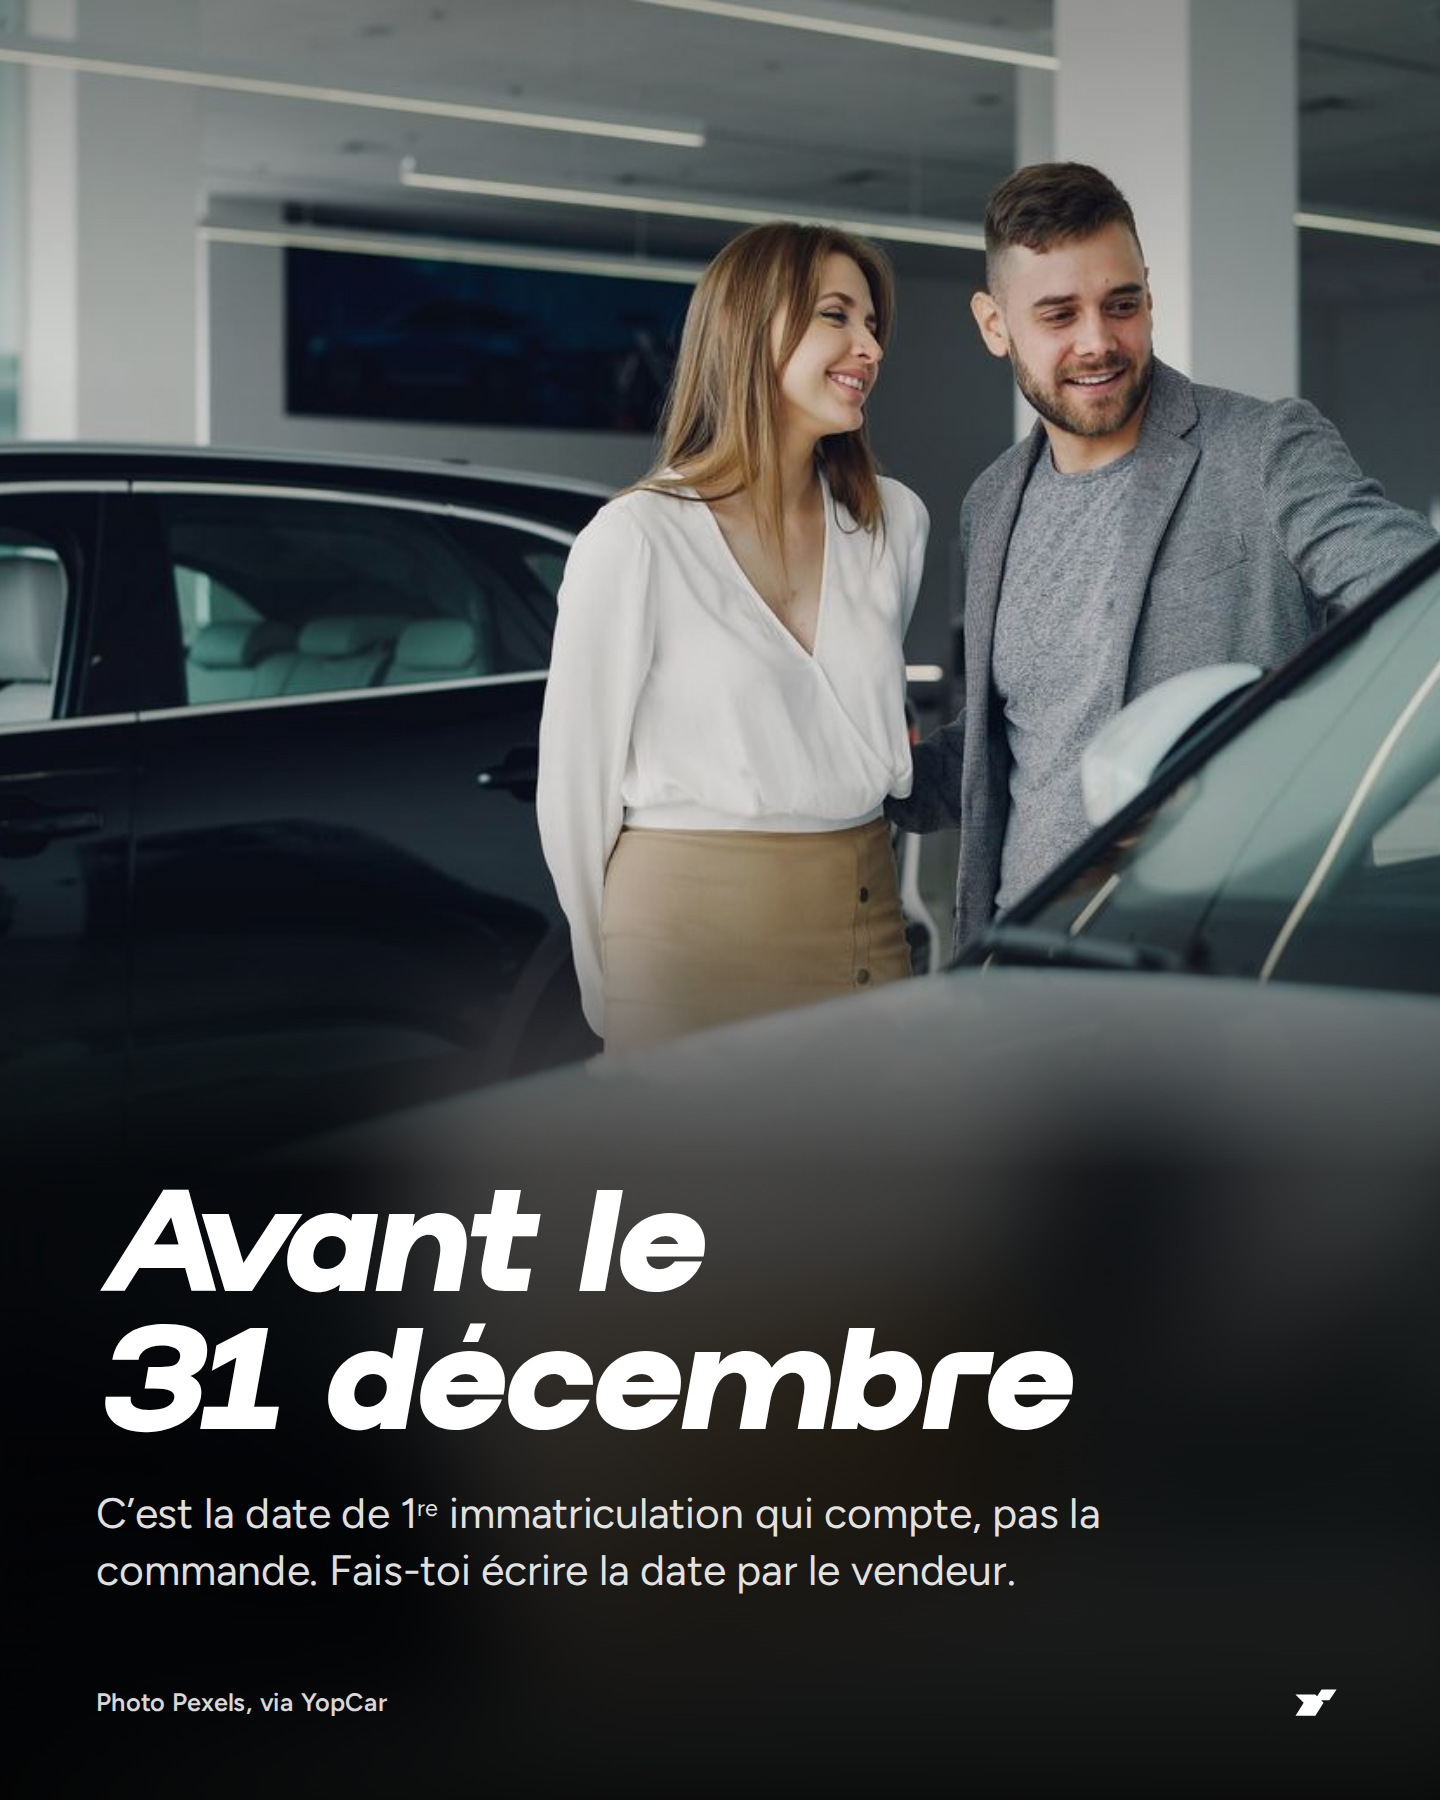 Avant le
31 décembre
C’est la date de 1re immatriculation qui compte, pas la
commande. Fais-toi écrire la date par le vendeur.
Photo Pexels, via YopCar